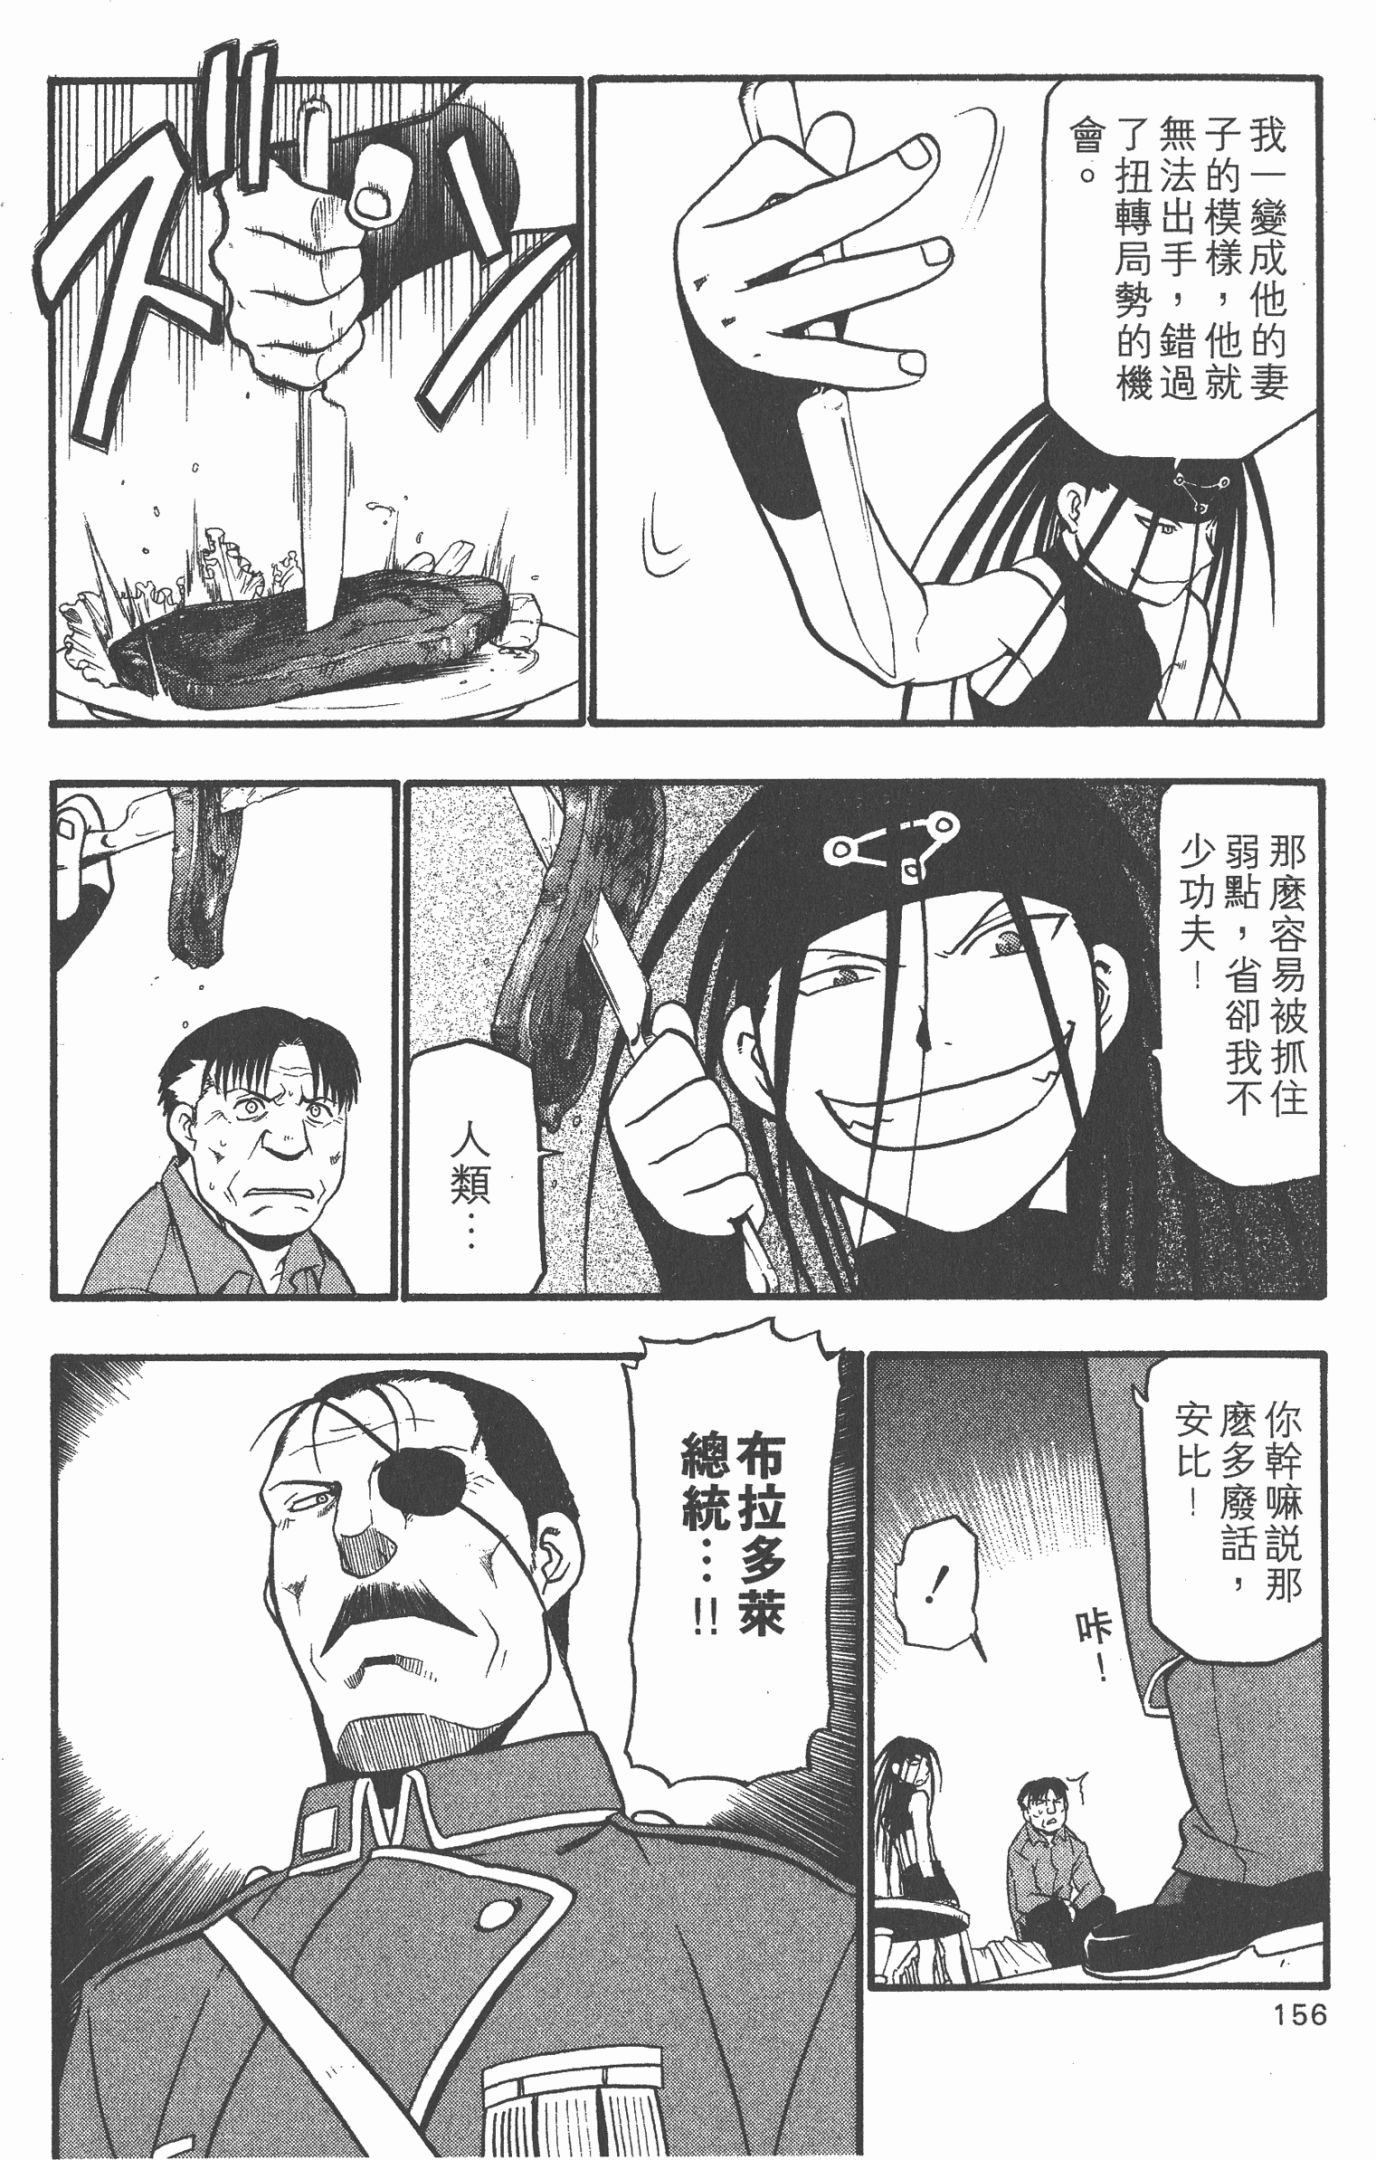 我一變成他的妻
子的模樣，他就
無法出手，錯過
了扭轉局勢的機
會。
ドッ
那麼容易被抓住
弱點，省卻我不
少功夫！
人類…
你幹嘛說那
麼多廢話，
安比！
咔！
！
布拉多萊
總統…!!
156